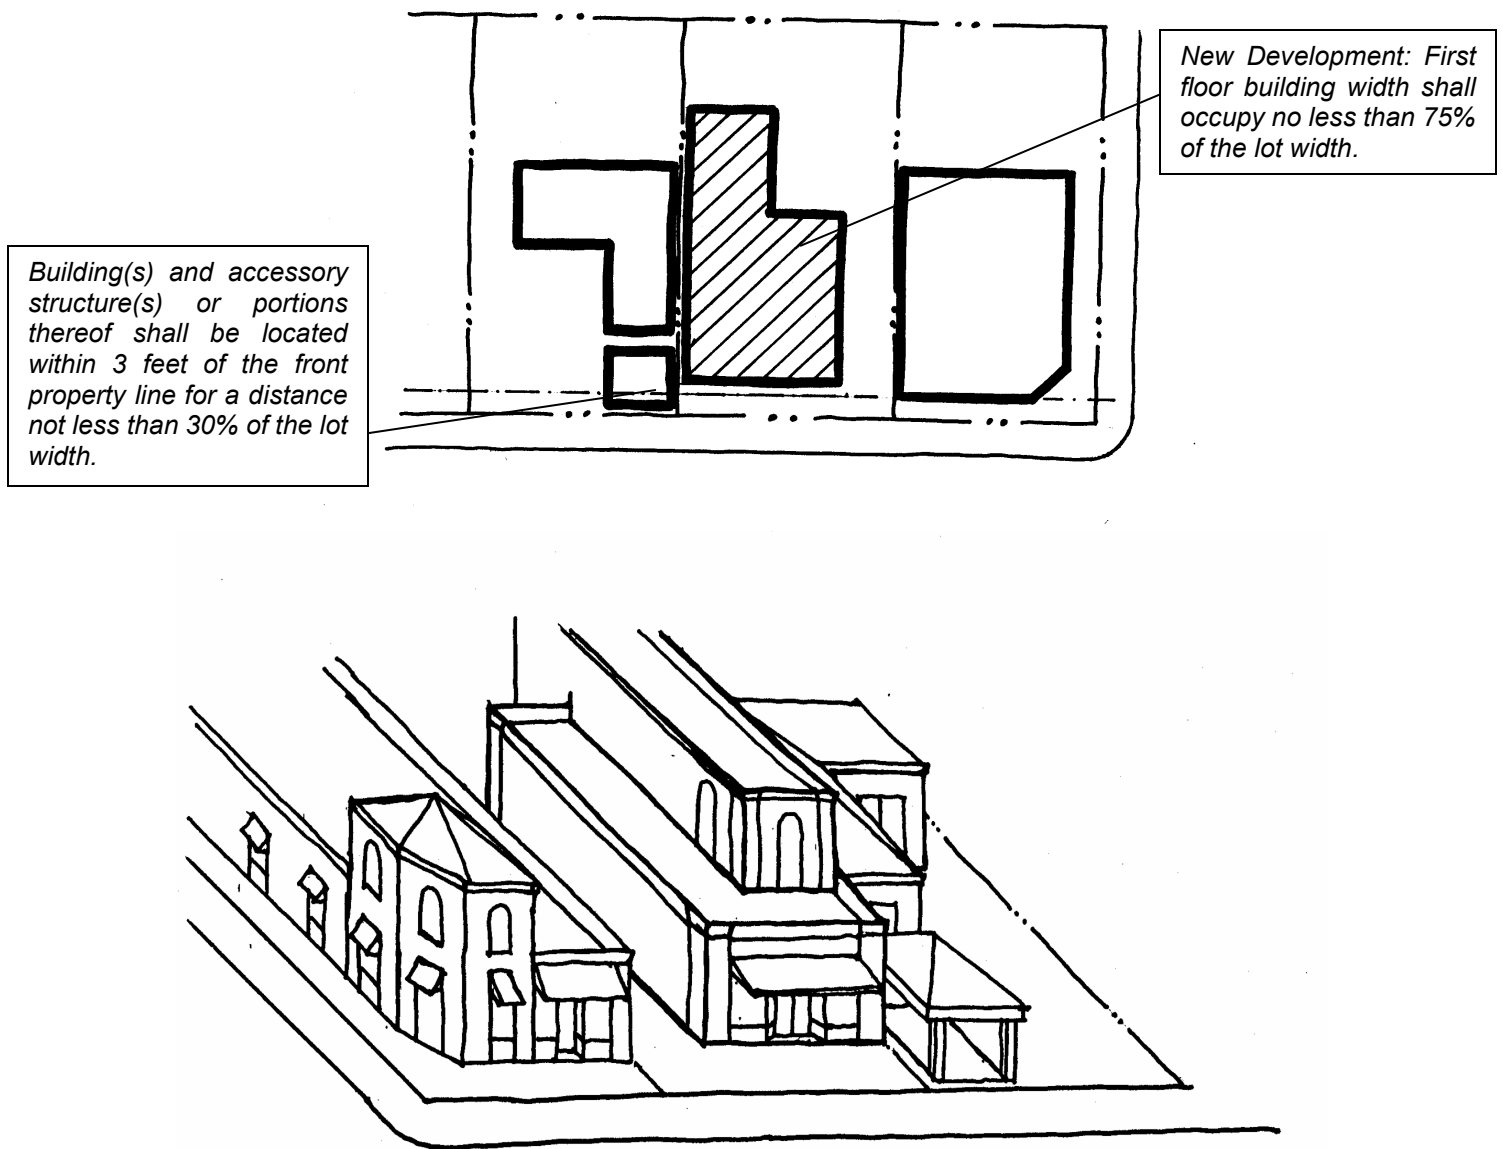 New Development: First
floor building width shall
occupy no less than 75%
of the lot width.
Building(s) and accessory
structure(s) or portions
thereof shall be located
within 3 feet of the front
property line for a distance
not less than 30% of the lot
width.